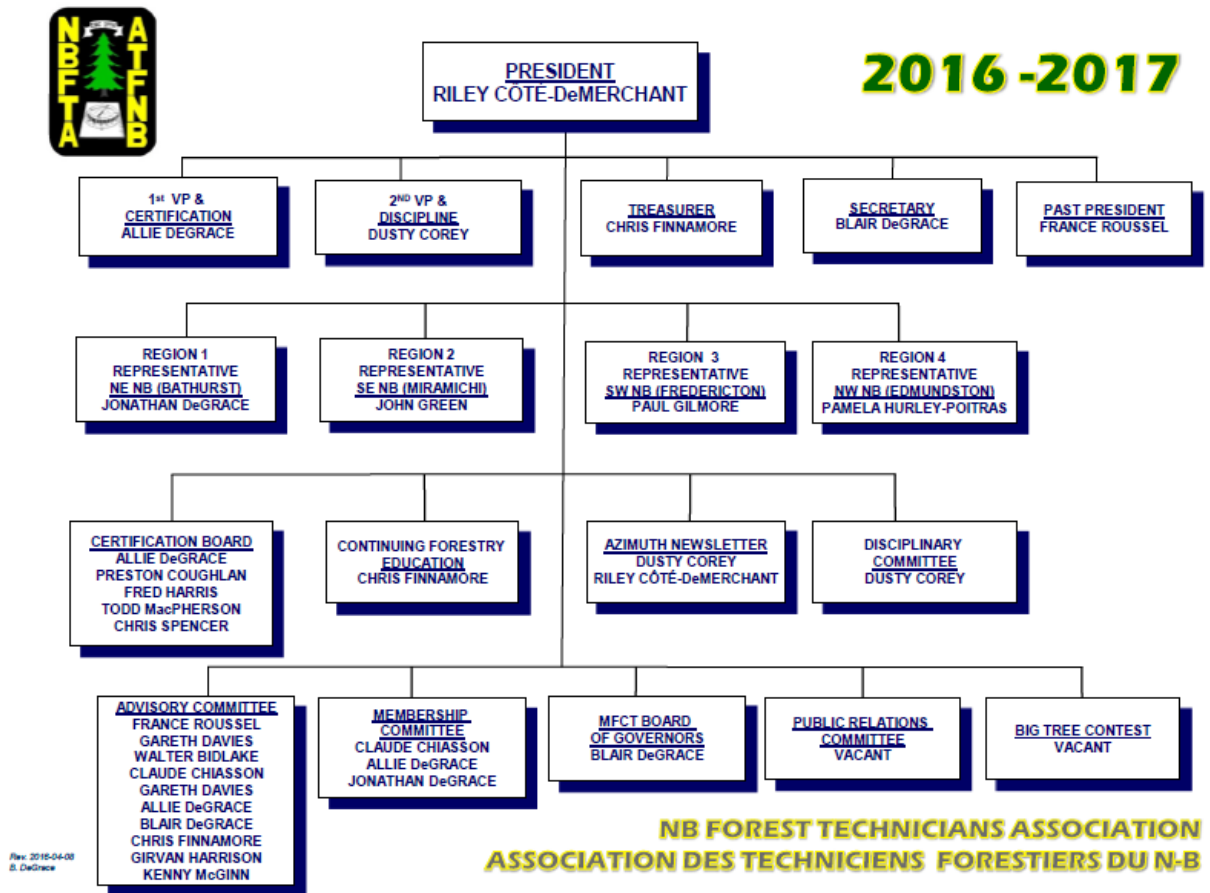 NBFTA
ATFNB
PRESIDENT
RILEY CÔTÉ-DeMERCHANT
2016 -2017
1st VP &
CERTIFICATION
ALLIE DEGRACE
2ND VP &
DISCIPLINE
DUSTY COREY
TREASURER
CHRIS FINNAMORE
SECRETARY
BLAIR DeGRACE
PAST PRESIDENT
FRANCE ROUSSEL
REGION 1
REPRESENTATIVE
NE NB (BATHURST)
JONATHAN DeGRACE
REGION 2
REPRESENTATIVE
SE NB (MIRAMICHI)
JOHN GREEN
REGION 3
REPRESENTATIVE
SW NB (FREDERICTON)
PAUL GILMORE
REGION 4
REPRESENTATIVE
NW NB (EDMUNDSTON)
PAMELA HURLEY-POITRAS
CERTIFICATION BOARD
ALLIE DeGRACE
PRESTON COUGHLAN
FRED HARRIS
TODD MacPHERSON
CHRIS SPENCER
CONTINUING FORESTRY
EDUCATION
CHRIS FINNAMORE
AZIMUTH NEWSLETTER
DUSTY COREY
RILEY CÔTÉ-DeMERCHANT
DISCIPLINARY
COMMITTEE
DUSTY COREY
ADVISORY COMMITTEE
FRANCE ROUSSEL
GARETH DAVIES
WALTER BIDLAKE
CLAUDE CHIASSON
GARETH DAVIES
ALLIE DeGRACE
BLAIR DeGRACE
CHRIS FINNAMORE
GIRVAN HARRISON
KENNY McGINN
MEMBERSHIP
COMMITTEE
CLAUDE CHIASSON
ALLIE DeGRACE
JONATHAN DeGRACE
MFCT BOARD
OF GOVERNORS
BLAIR DeGRACE
PUBLIC RELATIONS
COMMITTEE
VACANT
BIG TREE CONTEST
VACANT
NB FOREST TECHNICIANS ASSOCIATION
ASSOCIATION DES TECHNICIENS FORESTIERS DU N-B
Rev. 2016-04-08
B. DeGrace